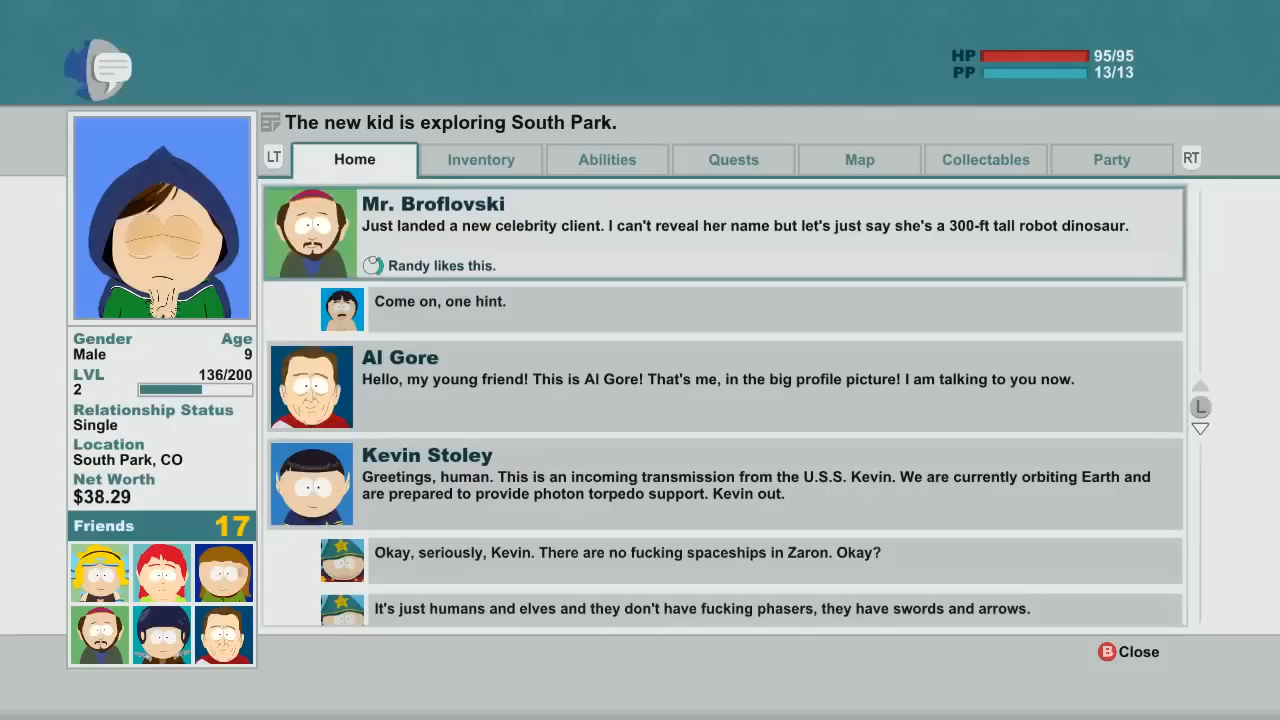 HP 95/95
PP 13/13
The new kid is exploring South Park.
LT Home Inventory Abilities Quests Map Collectables Party RT
Mr. Broflovski
Just landed a new celebrity client. I can't reveal her name but let's just say she's a 300-ft tall robot dinosaur.
Randy likes this.
Come on, one hint.
Al Gore
Hello, my young friend! This is Al Gore! That's me, in the big profile picture! I am talking to you now.
Kevin Stoley
Greetings, human. This is an incoming transmission from the U.S.S. Kevin. We are currently orbiting Earth and
are prepared to provide photon torpedo support. Kevin out.
Okay, seriously, Kevin. There are no fucking spaceships in Zaron. Okay?
It's just humans and elves and they don't have fucking phasers, they have swords and arrows.
Gender Age
Male 9
LVL 136/200
2
Relationship Status
Single
Location
South Park, CO
Net Worth
$38.29
Friends 17
L
B Close